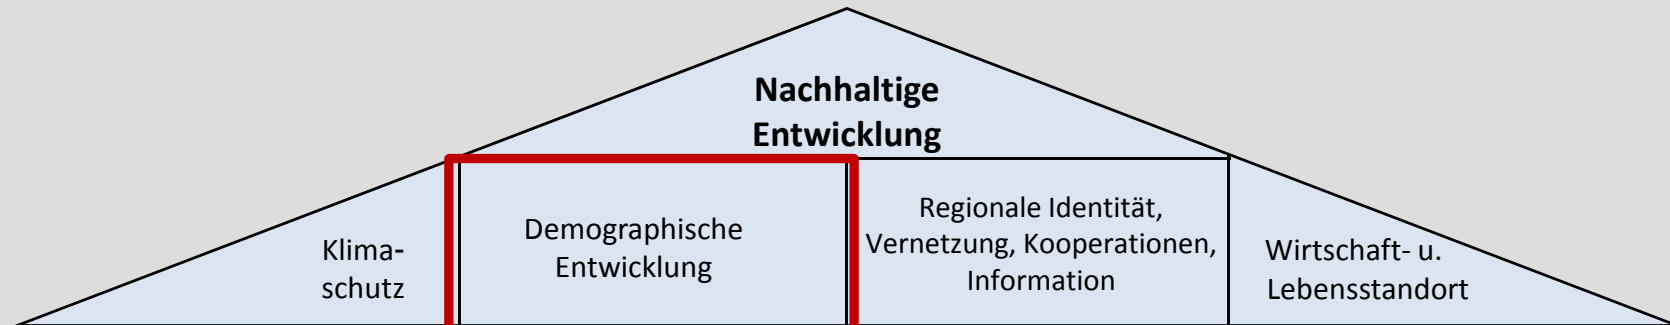 Nachhaltige
Entwicklung
Klima-
schutz
Demographische
Entwicklung
Regionale Identität,
Vernetzung, Kooperationen,
Information
Wirtschaft- u.
Lebensstandort